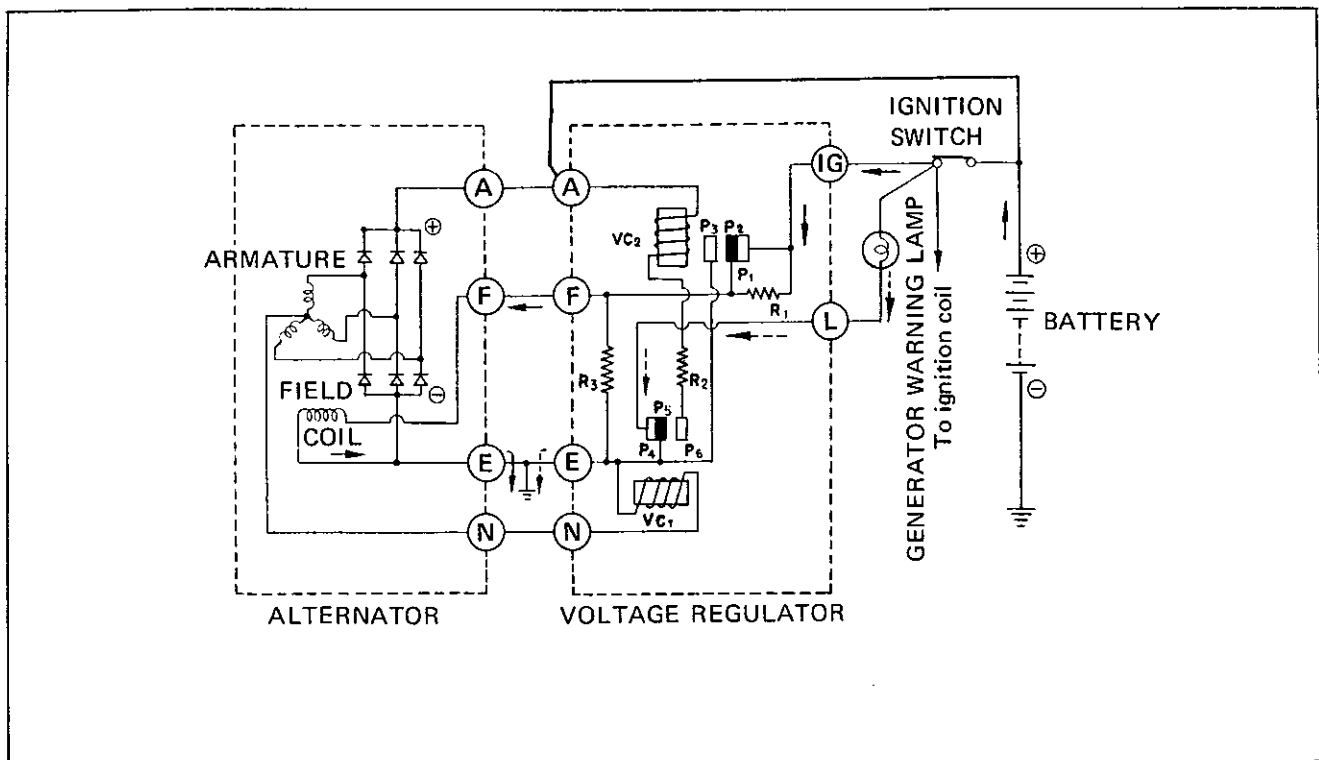 IGNITION
SWITCH
A
A
IG
P3
P2
VC2
P1
ARMATURE
⊕
⊕
F
F
R1
L
BATTERY
GENERATOR WARNING LAMP
To ignition coil
R3
R2
FIELD
COIL
⊖
⊖
P5
P4
P6
E
E
VC1
N
N
ALTERNATOR
VOLTAGE REGULATOR